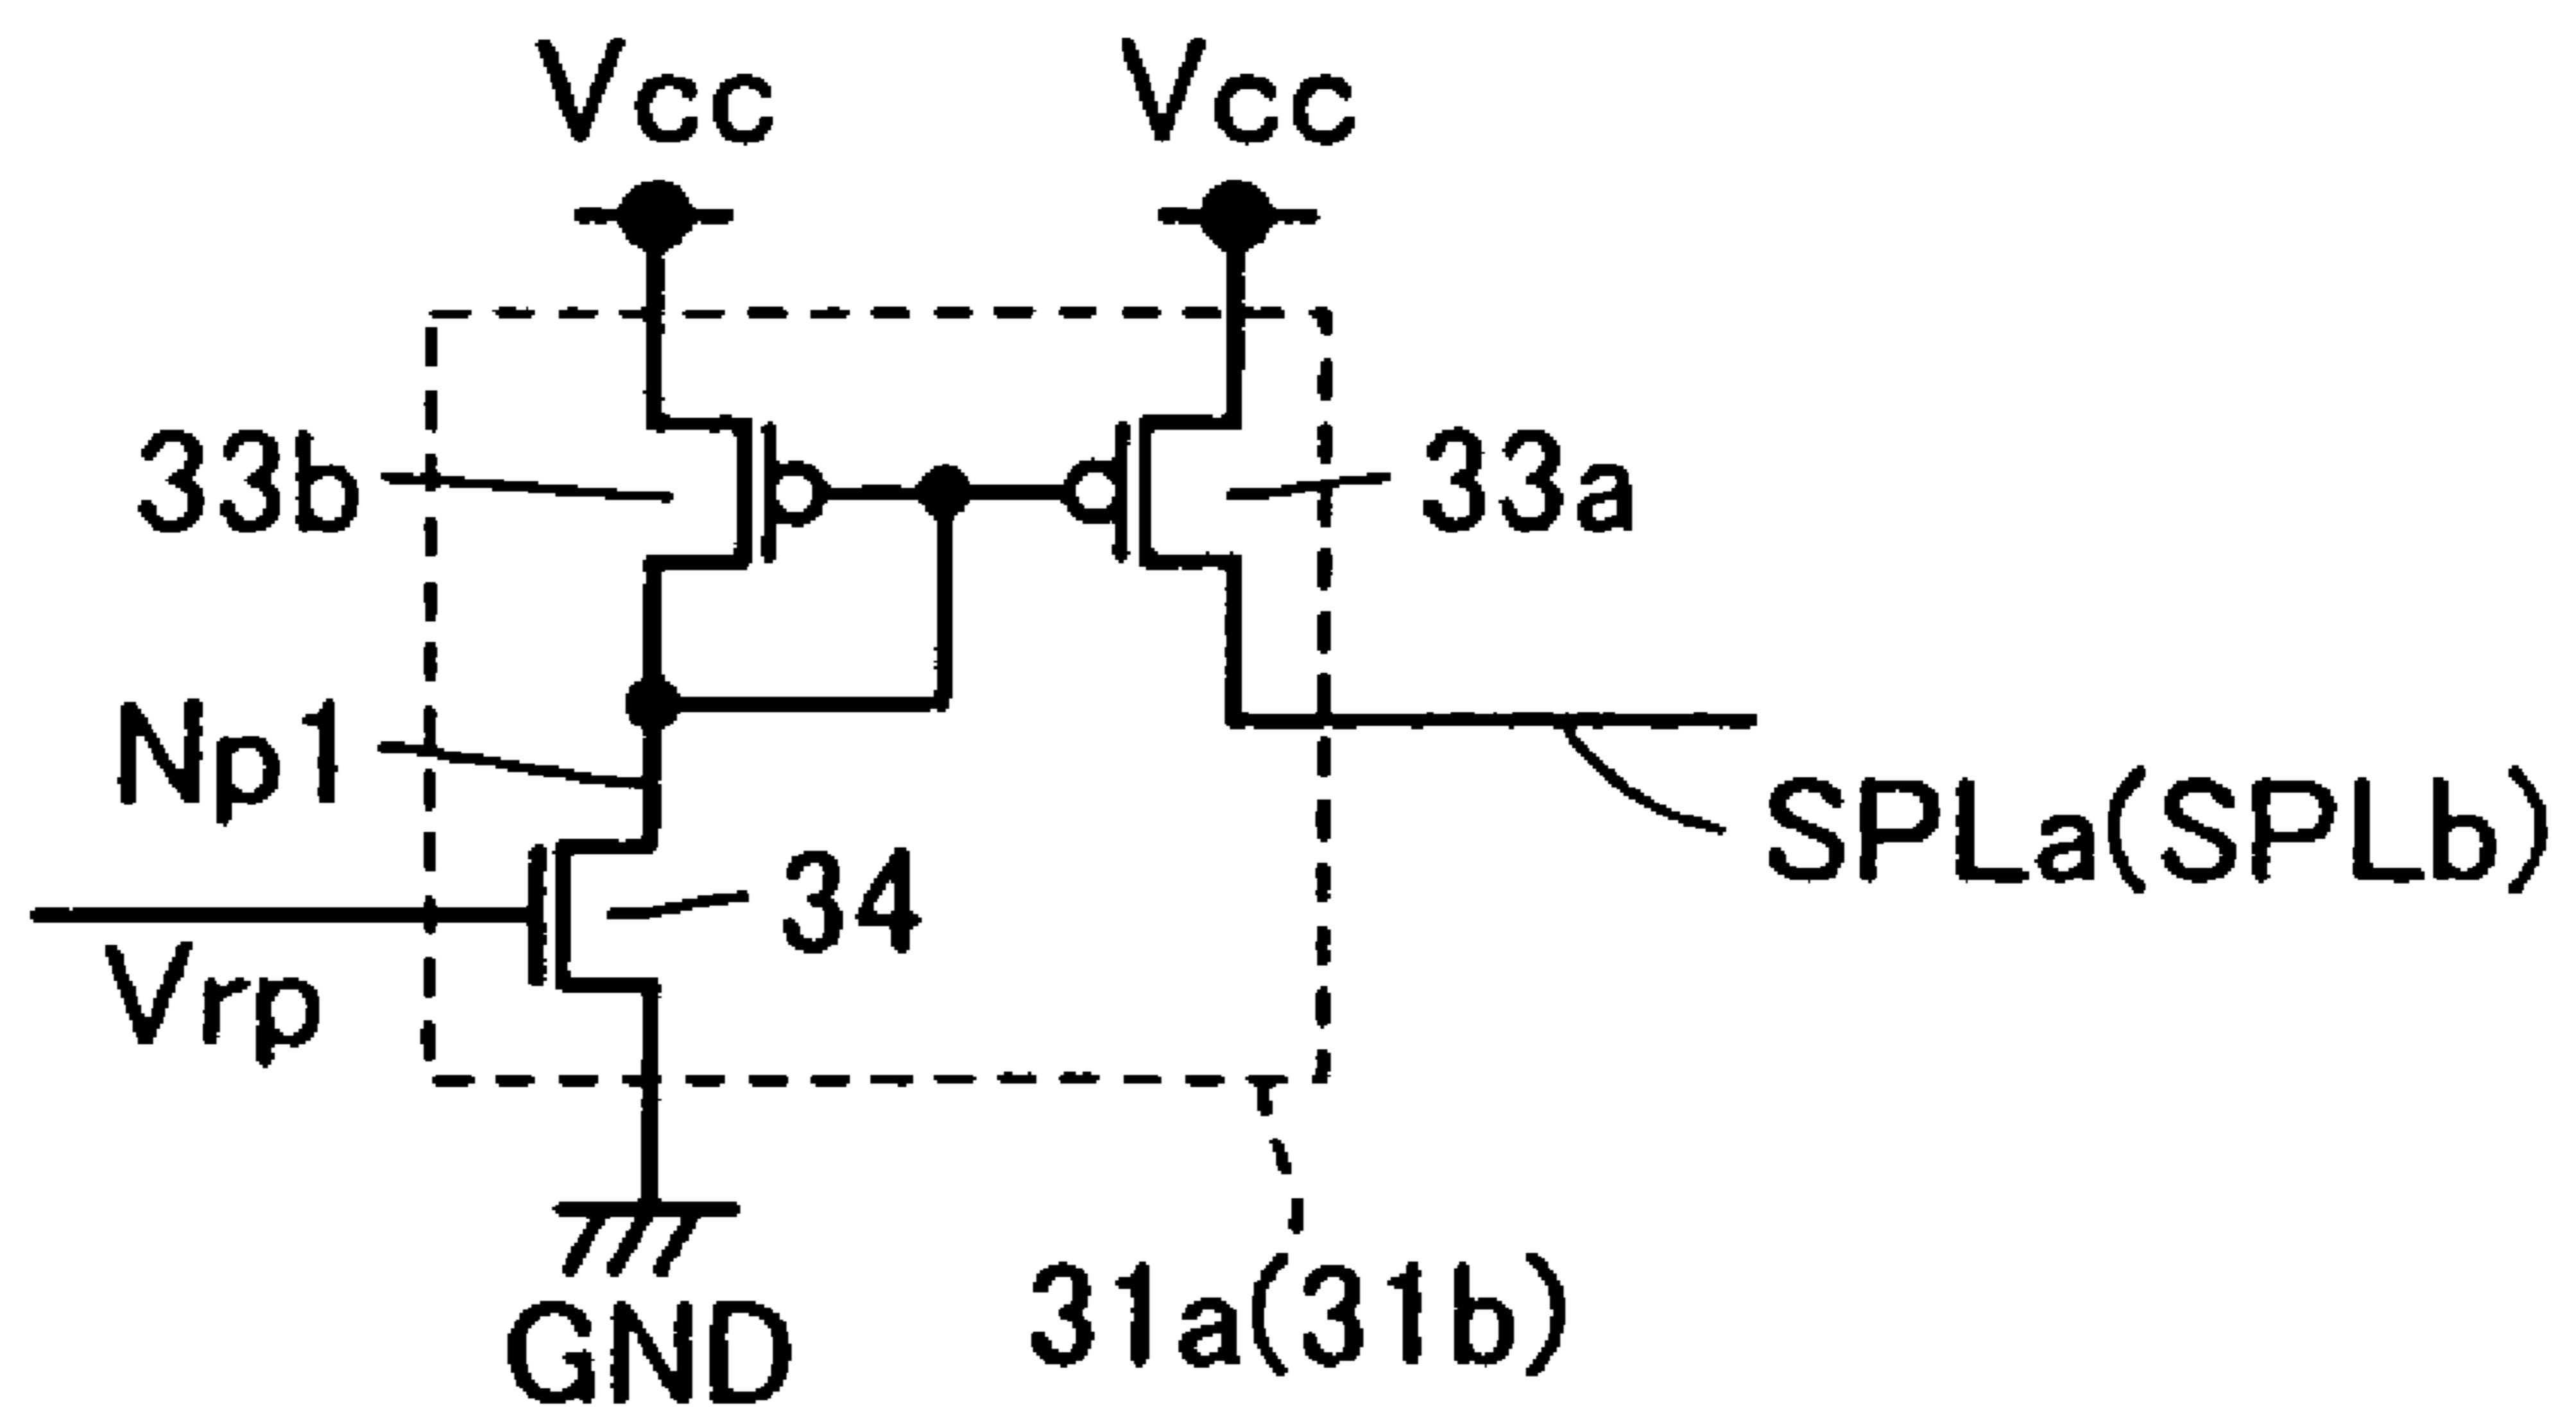 Vcc Vcc
33b 33a
Np1
SPLa(SPLb)
34
Vrp
31a(31b)
GND